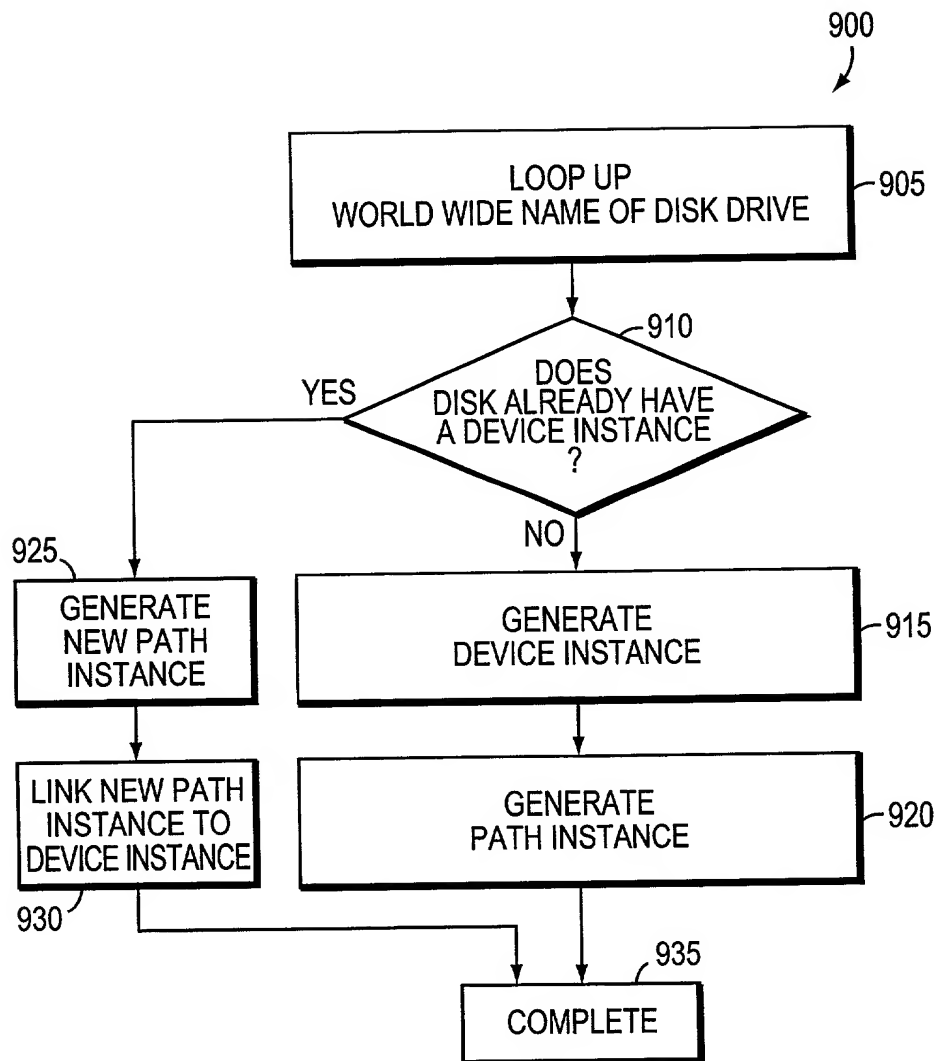 900
LOOP UP
WORLD WIDE NAME OF DISK DRIVE
905
910
DOES
DISK ALREADY HAVE
A DEVICE INSTANCE
?
YES
NO
925
GENERATE
NEW PATH
INSTANCE
GENERATE
DEVICE INSTANCE
915
LINK NEW PATH
INSTANCE TO
DEVICE INSTANCE
930
GENERATE
PATH INSTANCE
920
935
COMPLETE